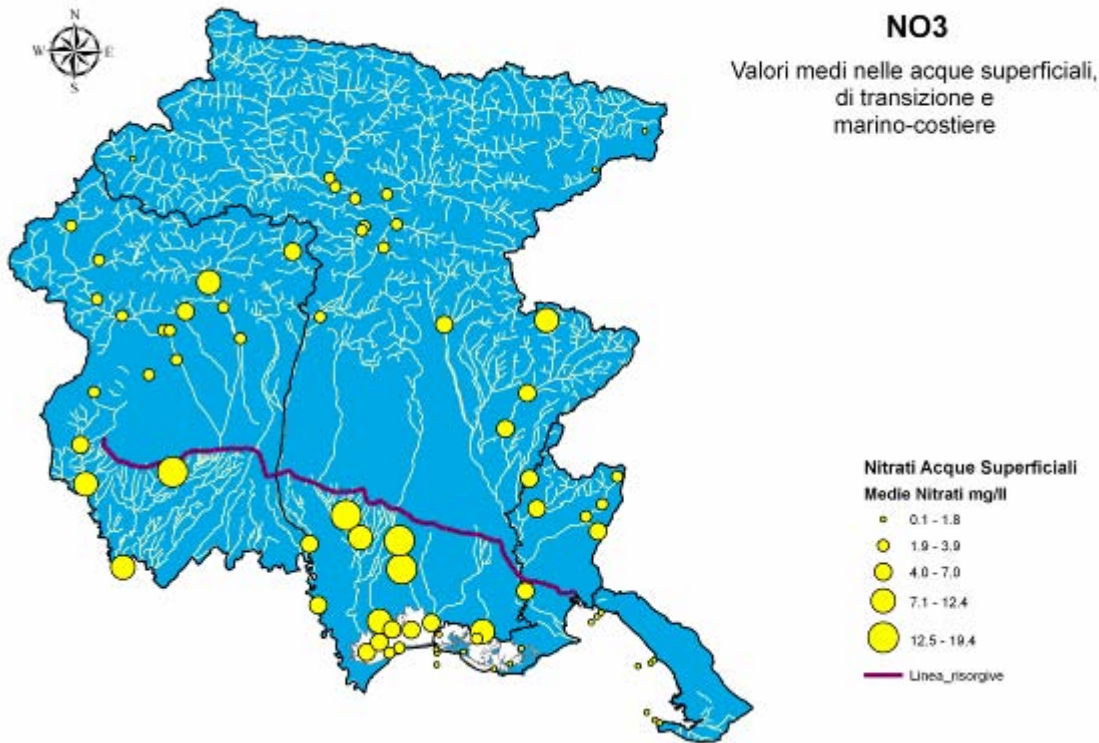 N
W E
S
NO3
Valori medi nelle acque superficiali,
di transizione e
marino-costiere
Nitrati Acque Superficiali
Medie Nitrati mg/ll
0.1 - 1.8
1.9 - 3.9
4.0 - 7.0
7.1 - 12.4
12.5 - 19.4
Linea_risorgive